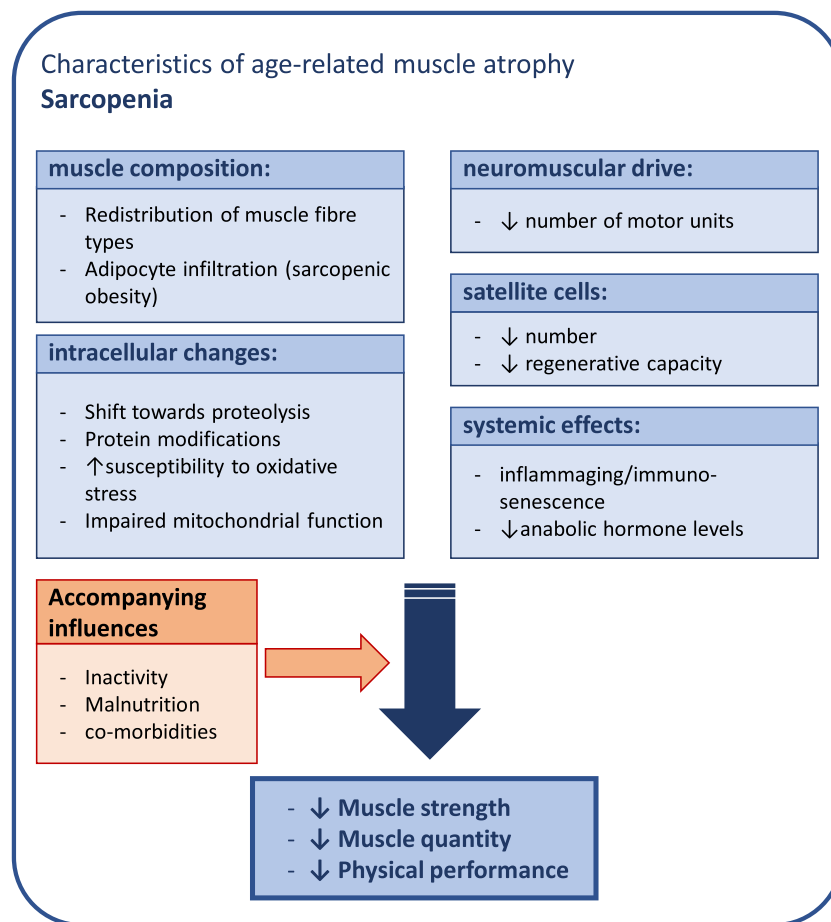 Characteristics of age-related muscle atrophy
Sarcopenia
muscle composition:
- Redistribution of muscle fibre
types
- Adipocyte infiltration (sarcopenic
obesity)
intracellular changes:
- Shift towards proteolysis
- Protein modifications
- ↑susceptibility to oxidative
stress
- Impaired mitochondrial function
neuromuscular drive:
- ↓ number of motor units
satellite cells:
- ↓ number
- ↓ regenerative capacity
systemic effects:
- inflammaging/immuno-
senescence
- ↓anabolic hormone levels
Accompanying
influences
- Inactivity
- Malnutrition
- co-morbidities
- ↓ Muscle strength
- ↓ Muscle quantity
- ↓ Physical performance